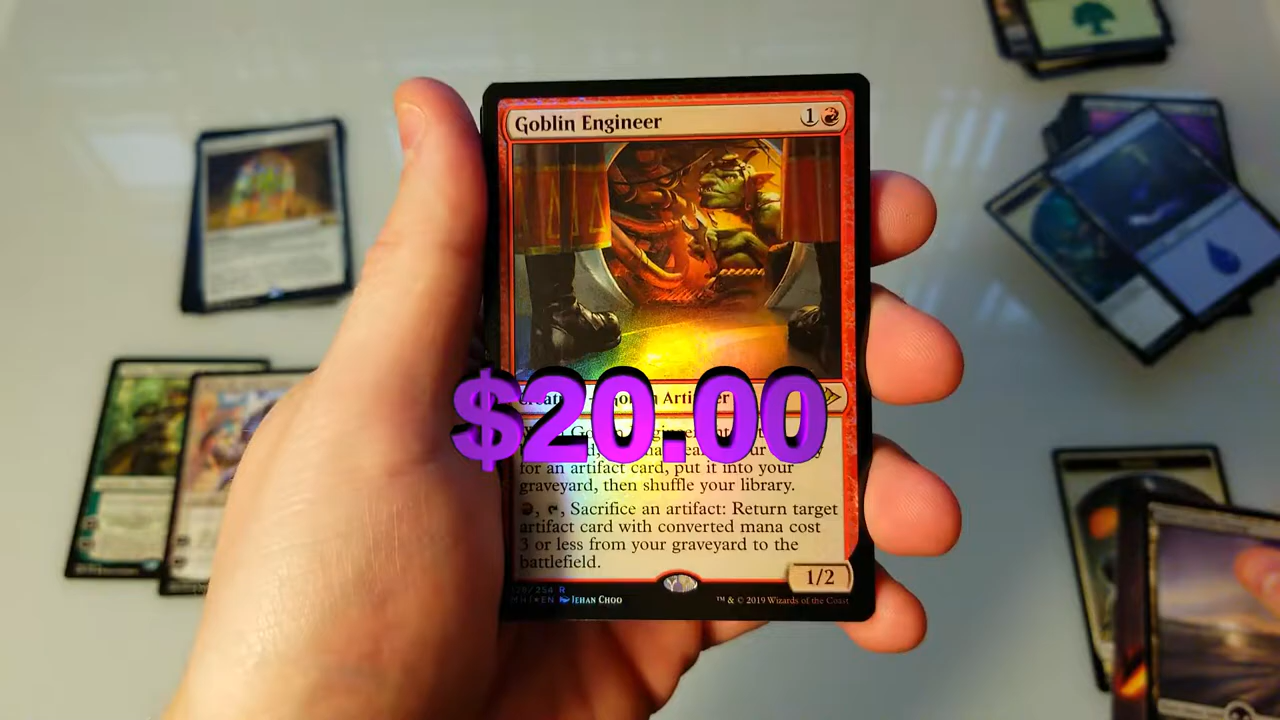 Goblin Engineer 1
$20.00
for an artifact card, put it into your
graveyard, then shuffle your library.
, Sacrifice an artifact: Return target
artifact card with converted mana cost
3 or less from your graveyard to the
battlefield.
1/2
/254 R
EN Jehan Choo
™ & © 2019 Wizards of the Coast